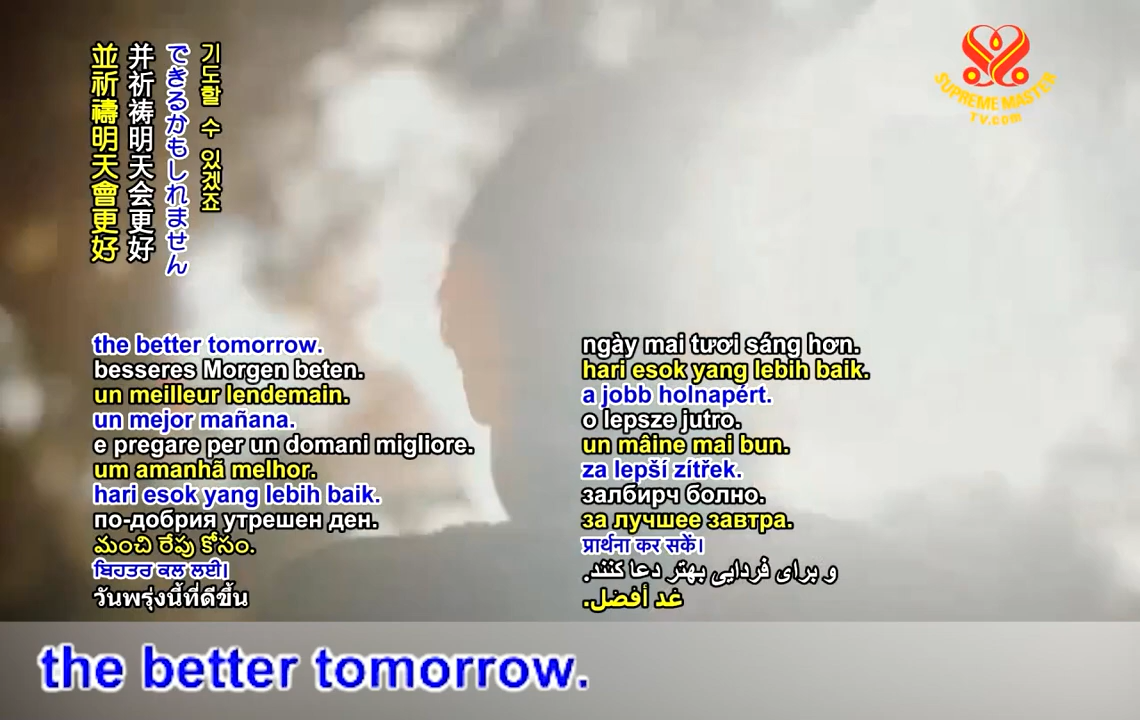 並祈禱明天會更好
并祈祷明天会更好
できるかもしれません
기도할 수 있겠죠
SUPREME MASTER
TV.com
the better tomorrow.
besseres Morgen beten.
un meilleur lendemain.
un mejor mañana.
e pregare per un domani migliore.
um amanhã melhor.
hari esok yang lebih baik.
по-добрия утрешен ден.
మంచి రేపు కోసం.
ਬਿਹਤਰ ਕਲ ਲਈ।
วันพรุ่งนี้ที่ดีขึ้น
ngày mai tươi sáng hơn.
hari esok yang lebih baik.
a jobb holnapért.
o lepsze jutro.
un mâine mai bun.
za lepší zítřek.
залбирч болно.
за лучшее завтра.
प्रार्थना कर सकें।
و برای فردایی بهتر دعا کنند.
غد أفضل.
the better tomorrow.